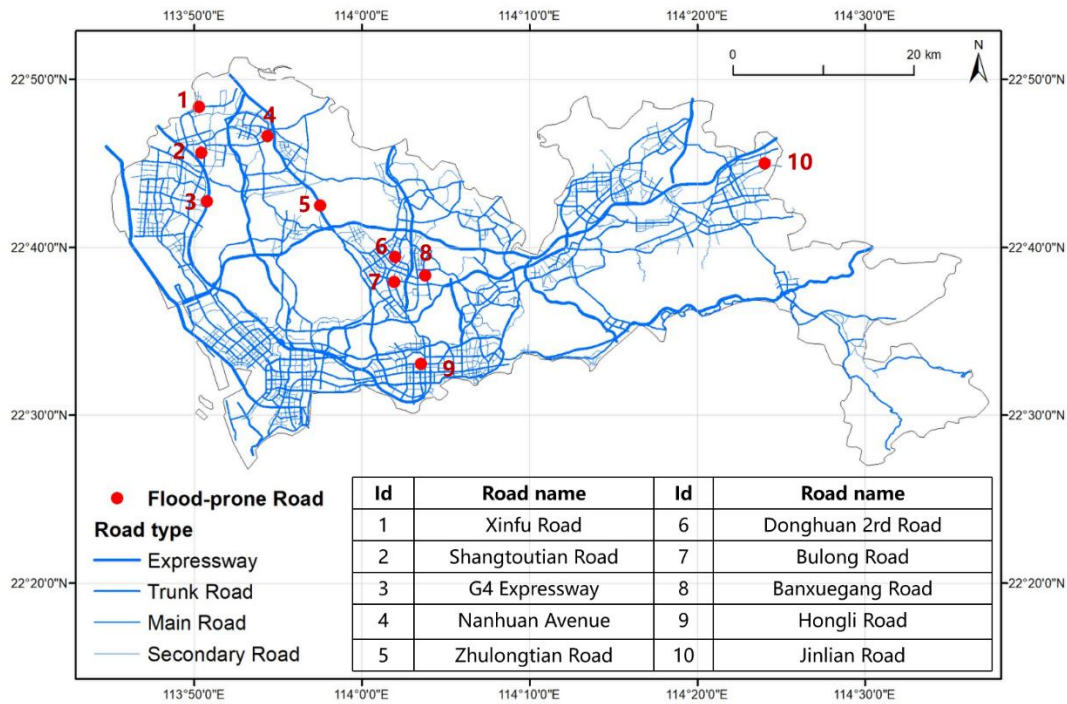 113°50'0"E 114°0'0"E 114°10'0"E 114°20'0"E 114°30'0"E
22°50'0"N
22°50'0"N
0 20 km
N
1
4
2
10
3
5
22°40'0"N
22°40'0"N
6
8
7
9
22°30'0"N
22°30'0"N
Flood-prone Road
Road type
Expressway
Trunk Road
Main Road
Secondary Road
Id Road name Id Road name
1 Xinfu Road 6 Donghuan 2rd Road
2 Shangtoutian Road 7 Bulong Road
3 G4 Expressway 8 Banxuegang Road
4 Nanhuan Avenue 9 Hongli Road
5 Zhulongtian Road 10 Jinlian Road
22°20'0"N
22°20'0"N
113°50'0"E 114°0'0"E 114°10'0"E 114°20'0"E 114°30'0"E